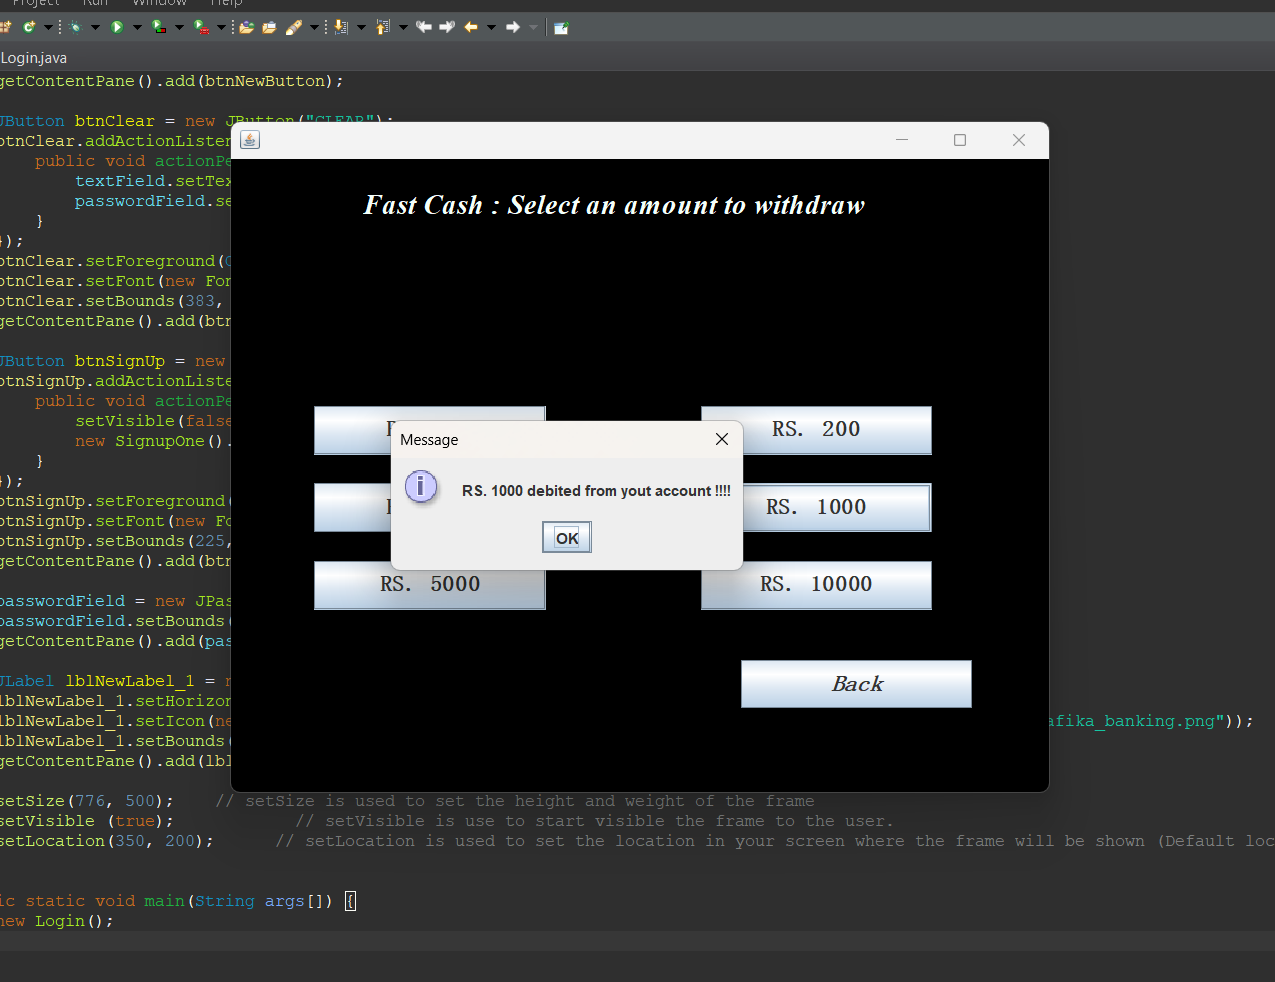 Project Run Window Help
Login.java
getContentPane().add(btnNewButton);
JButton btnClear = new JButton("CLEAR");
btnClear.addActionListen
public void actionPe
textField.setTex
passwordField.se
}
});
btnClear.setForeground(
btnClear.setFont(new Fon
btnClear.setBounds(383,
getContentPane().add(btn
JButton btnSignUp = new
btnSignUp.addActionListe
public void actionPe
setVisible(false
new SignupOne().
}
});
btnSignUp.setForeground(
btnSignUp.setFont(new Fo
btnSignUp.setBounds(225,
getContentPane().add(btn
passwordField = new JPas
passwordField.setBounds(
getContentPane().add(pas
JLabel lblNewLabel_1 = n
lblNewLabel_1.setHorizon
lblNewLabel_1.setIcon(ne
afika_banking.png"));
lblNewLabel_1.setBounds(
getContentPane().add(lbl
setSize(776, 500); // setSize is used to set the height and weight of the frame
setVisible (true); // setVisible is use to start visible the frame to the user.
setLocation(350, 200); // setLocation is used to set the location in your screen where the frame will be shown (Default loc
ic static void main(String args[]) {
new Login();
Fast Cash : Select an amount to withdraw
RS. 200
RS. 1000
RS. 5000
RS. 10000
Back
Message
RS. 1000 debited from yout account !!!!
OK